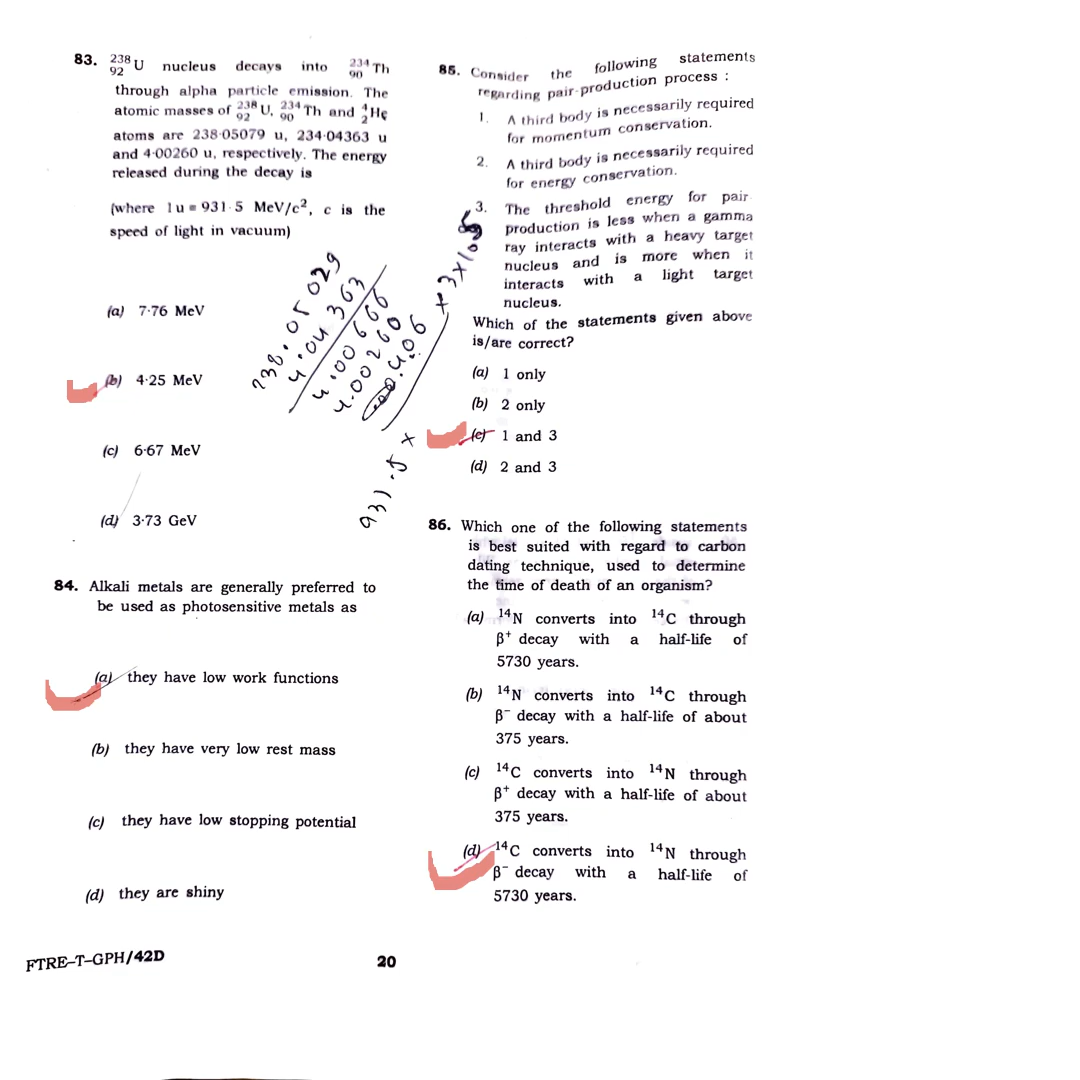 83. ²³⁸₉₂U nucleus decays into ²³⁴₉₀Th
through alpha particle emission. The
atomic masses of ²³⁸₉₂U, ²³⁴₉₀Th and ⁴₂He
atoms are 238·05079 u, 234·04363 u
and 4·00260 u, respectively. The energy
released during the decay is
(where 1u = 931·5 MeV/c², c is the
speed of light in vacuum)
(a) 7·76 MeV
(b) 4·25 MeV
(c) 6·67 MeV
(d) 3·73 GeV
238.05029
4.04363
4.00666
4.00260
.406
931.5 ×
84. Alkali metals are generally preferred to
be used as photosensitive metals as
(a) they have low work functions
(b) they have very low rest mass
(c) they have low stopping potential
(d) they are shiny
85. Consider the following statements
regarding pair-production process :
1. A third body is necessarily required
for momentum conservation.
2. A third body is necessarily required
for energy conservation.
3. The threshold energy for pair
production is less when a gamma
ray interacts with a heavy target
nucleus and is more when it
interacts with a light target
nucleus.
Which of the statements given above
is/are correct?
(a) 1 only
(b) 2 only
(c) 1 and 3
(d) 2 and 3
86. Which one of the following statements
is best suited with regard to carbon
dating technique, used to determine
the time of death of an organism?
(a) ¹⁴N converts into ¹⁴C through
β⁺ decay with a half-life of
5730 years.
(b) ¹⁴N converts into ¹⁴C through
β⁻ decay with a half-life of about
375 years.
(c) ¹⁴C converts into ¹⁴N through
β⁺ decay with a half-life of about
375 years.
(d) ¹⁴C converts into ¹⁴N through
β⁻ decay with a half-life of
5730 years.
FTRE–T–GPH/42D
20